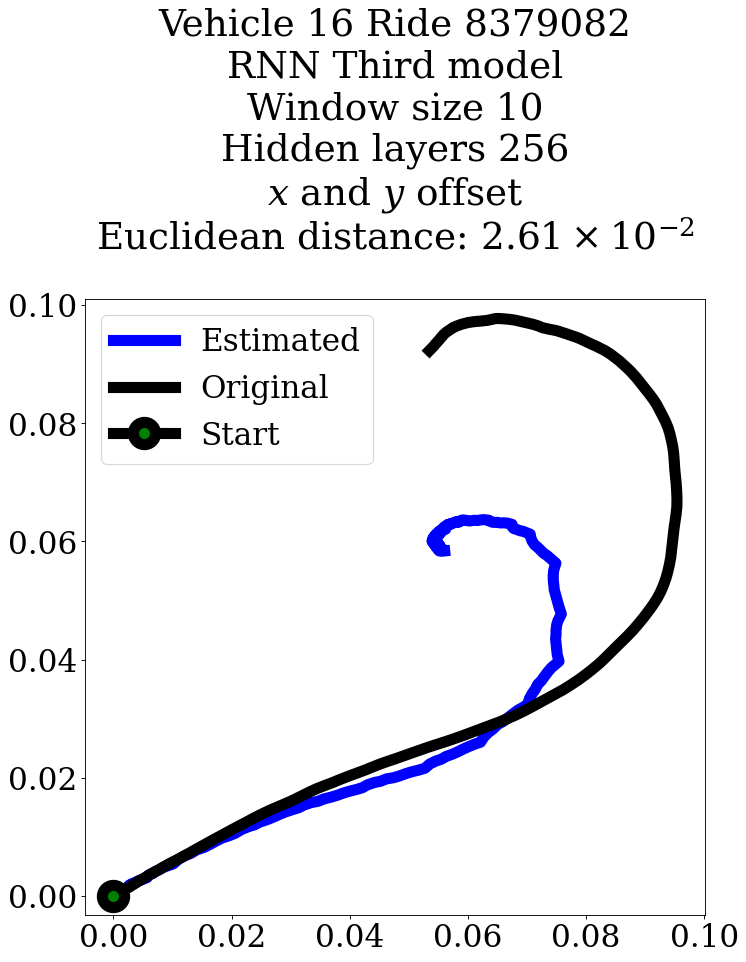 Vehicle 16 Ride 8379082
RNN Third model
Window size 10
Hidden layers 256
x and y offset
Euclidean distance: 2.61 × 10⁻²
Estimated
Original
Start
0.10
0.08
0.06
0.04
0.02
0.00
0.00 0.02 0.04 0.06 0.08 0.10